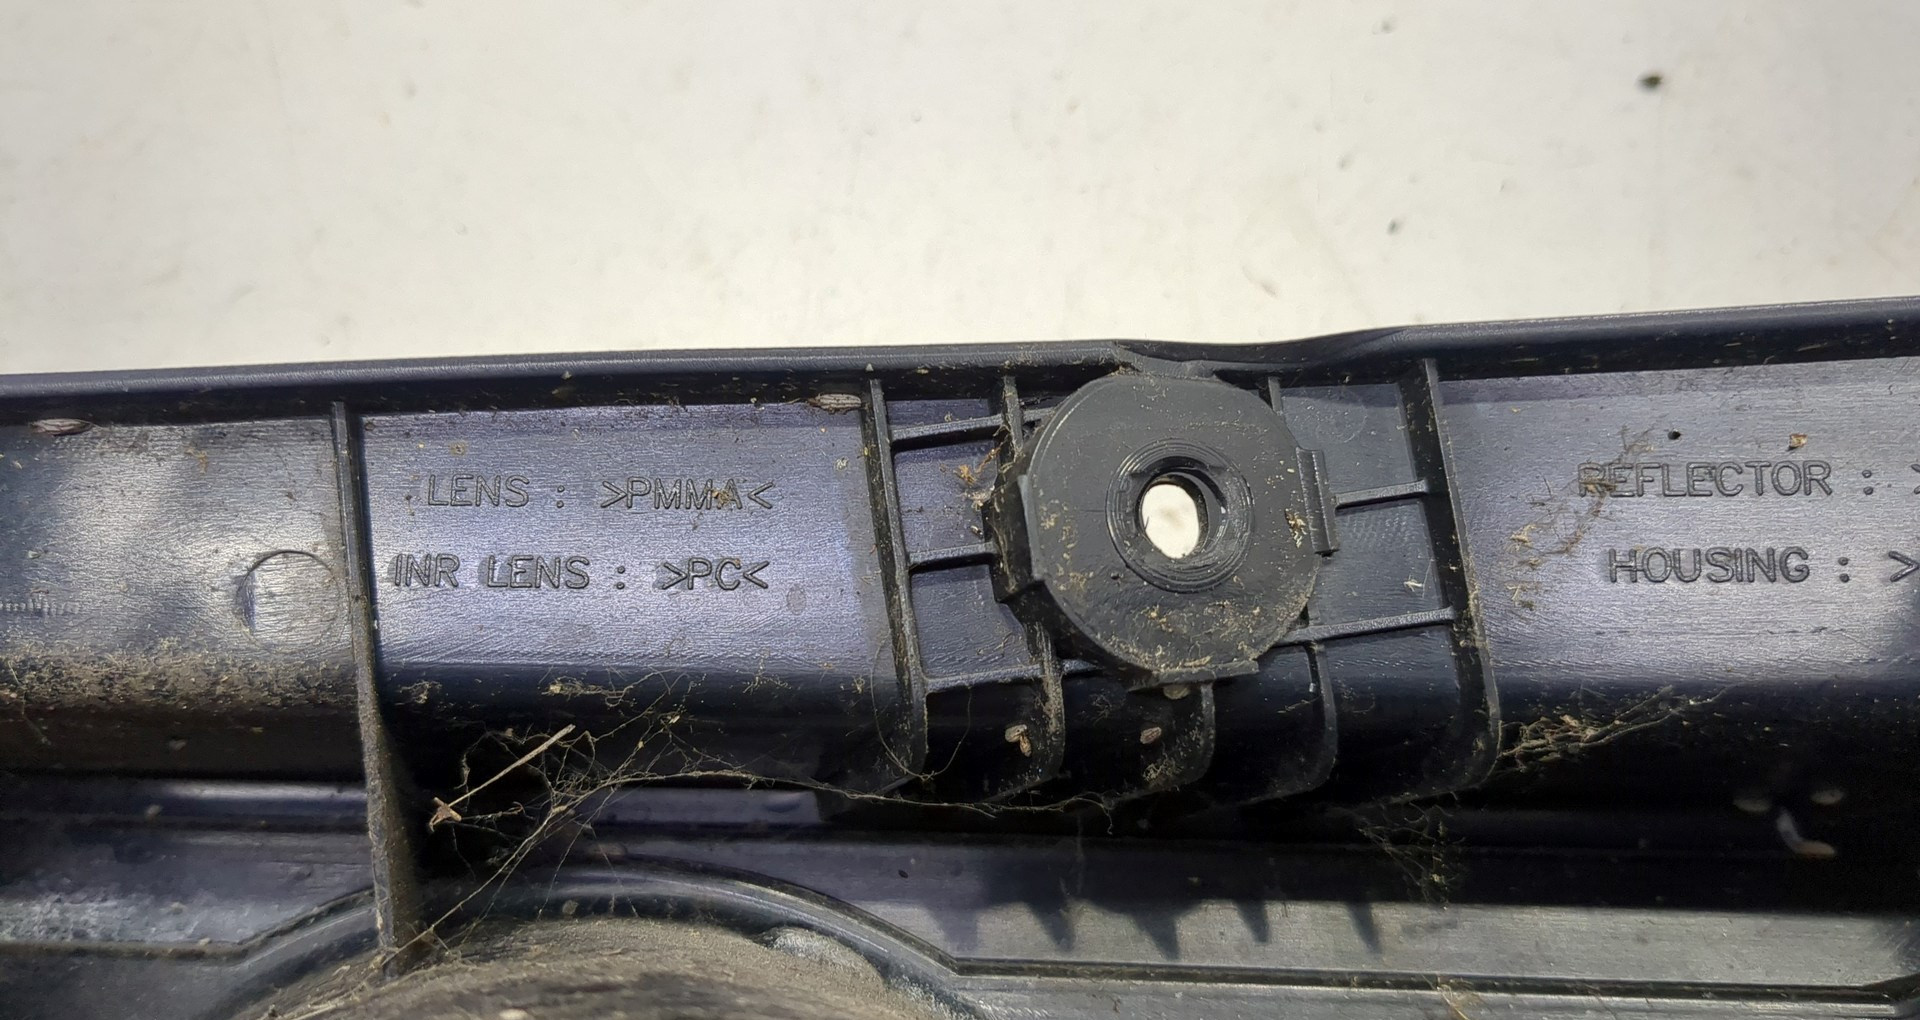 LENS : >PMMA<
INR LENS : >PC<
REFLECTOR : >
HOUSING : >